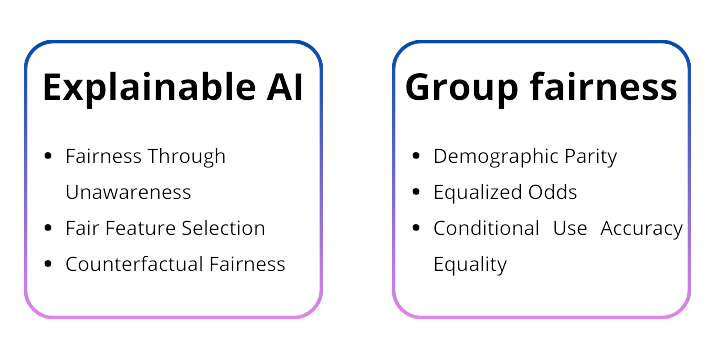 Explainable AI
• Fairness Through
Unawareness
• Fair Feature Selection
• Counterfactual Fairness
Group fairness
• Demographic Parity
• Equalized Odds
• Conditional Use Accuracy
Equality